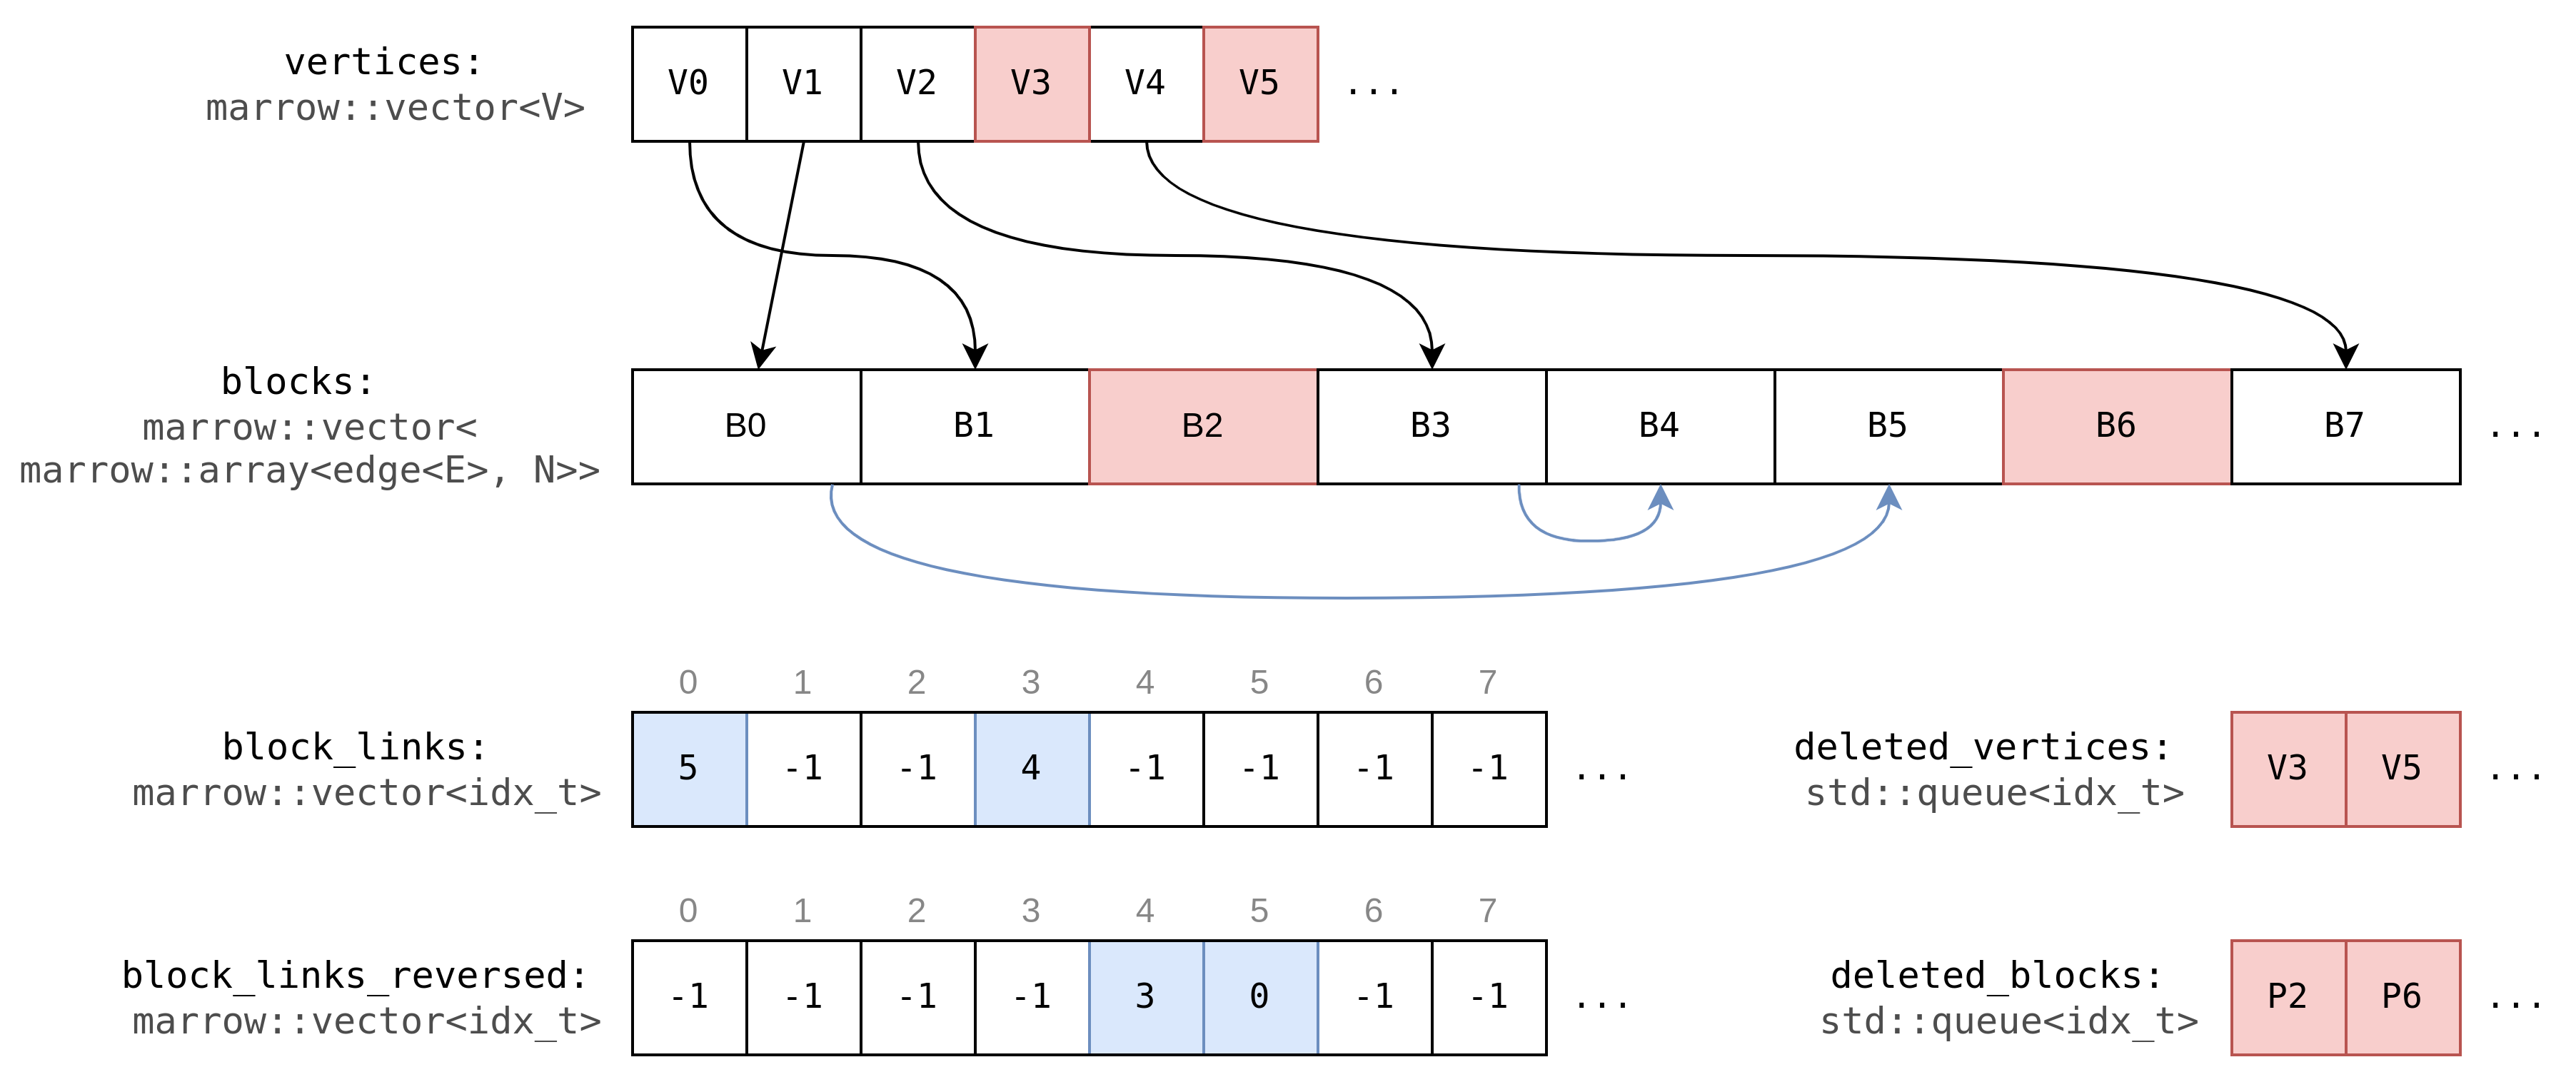 vertices:
marrow::vector<V>
V0 V1 V2 V3 V4 V5 ...
blocks:
marrow::vector<
marrow::array<edge<E>, N>>
B0 B1 B2 B3 B4 B5 B6 B7 ...
0 1 2 3 4 5 6 7
block_links:
marrow::vector<idx_t>
5 -1 -1 4 -1 -1 -1 -1 ...
deleted_vertices:
std::queue<idx_t>
V3 V5 ...
0 1 2 3 4 5 6 7
block_links_reversed:
marrow::vector<idx_t>
-1 -1 -1 -1 3 0 -1 -1 ...
deleted_blocks:
std::queue<idx_t>
P2 P6 ...